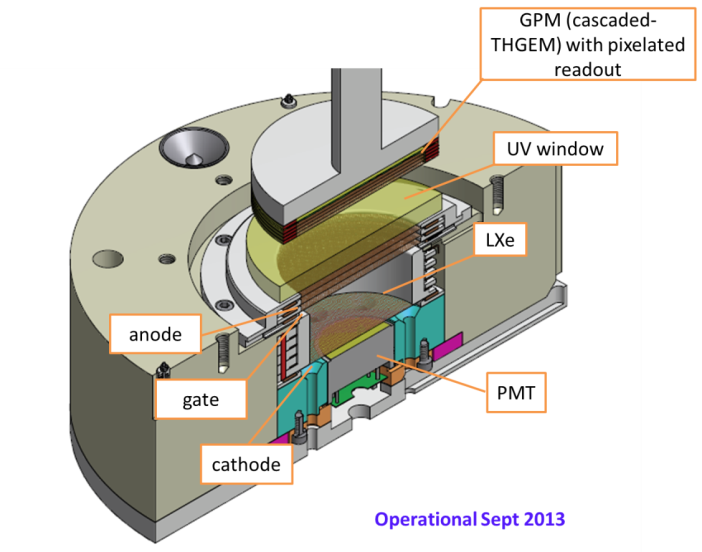 GPM (cascaded-
THGEM) with pixelated
readout
UV window
LXe
anode
gate
PMT
cathode
Operational Sept 2013